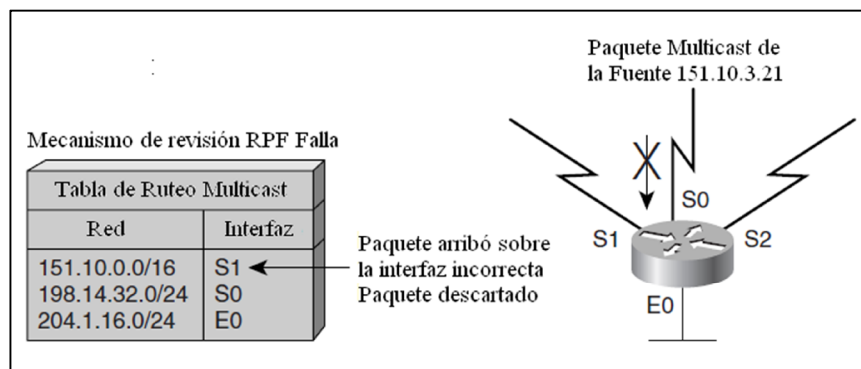 Paquete Multicast de
la Fuente 151.10.3.21
Mecanismo de revisión RPF Falla
Tabla de Ruteo Multicast
Red Interfaz
151.10.0.0/16 S1
198.14.32.0/24 S0
204.1.16.0/24 E0
Paquete arribó sobre
la interfaz incorrecta
Paquete descartado
S0
S1
S2
E0